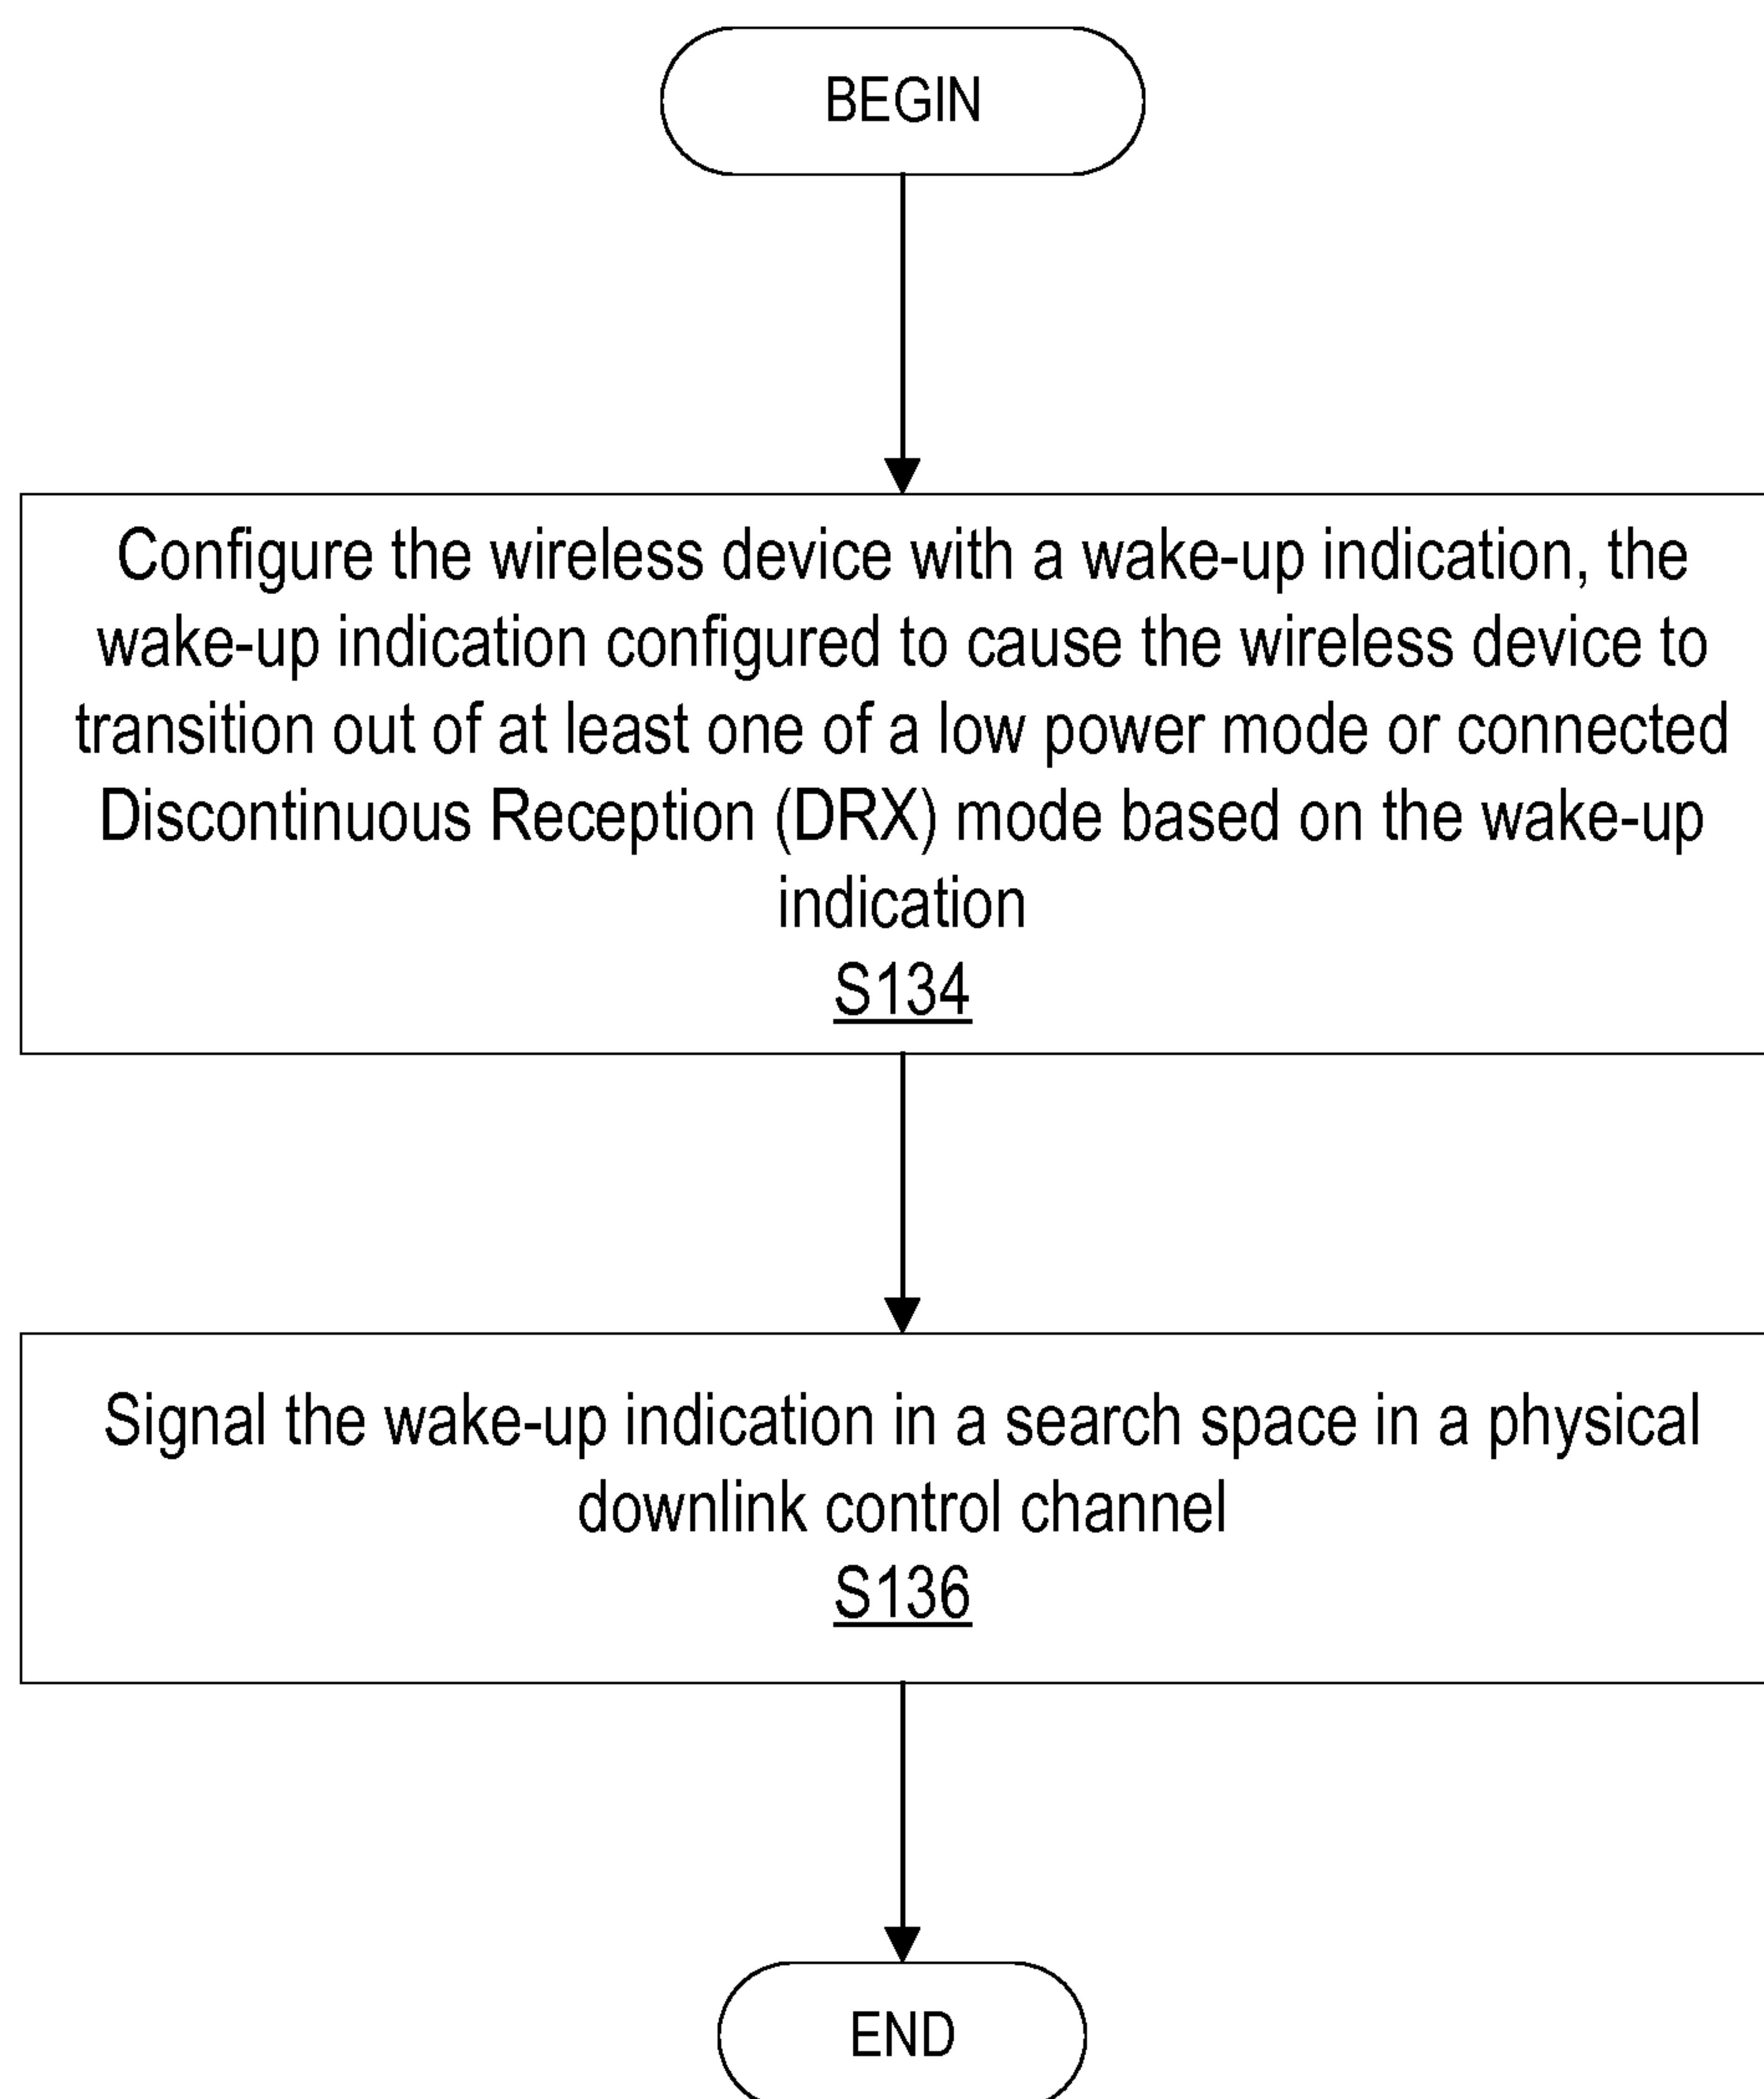 BEGIN
Configure the wireless device with a wake-up indication, the
wake-up indication configured to cause the wireless device to
transition out of at least one of a low power mode or connected
Discontinuous Reception (DRX) mode based on the wake-up
indication
S134
Signal the wake-up indication in a search space in a physical
downlink control channel
S136
END